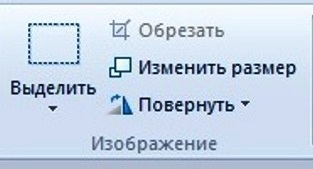 Выделить
Обрезать
Изменить размер
Повернуть
Изображение